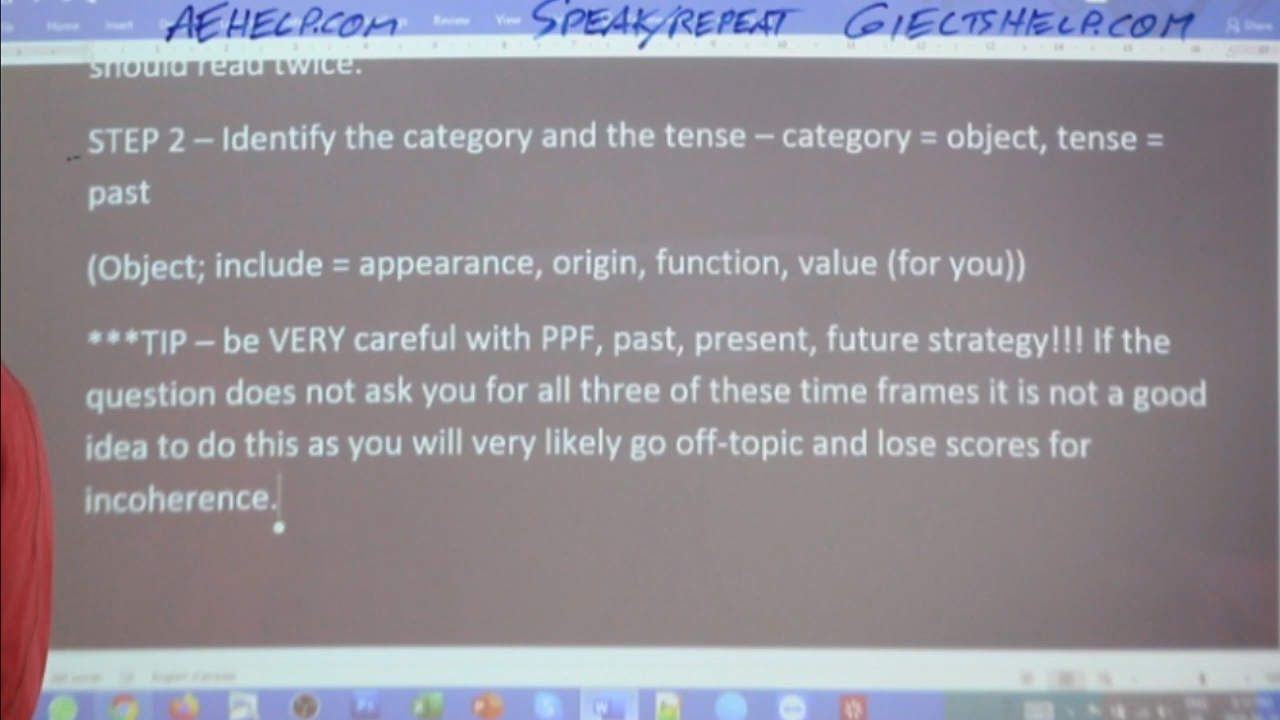 AEHELP.COM SPEAK/REPEAT GIELTSHELP.COM
Home Insert Review View Share
should read twice.
STEP 2 – Identify the category and the tense – category = object, tense =
past
(Object; include = appearance, origin, function, value (for you))
***TIP – be VERY careful with PPF, past, present, future strategy!!! If the
question does not ask you for all three of these time frames it is not a good
idea to do this as you will very likely go off-topic and lose scores for
incoherence.